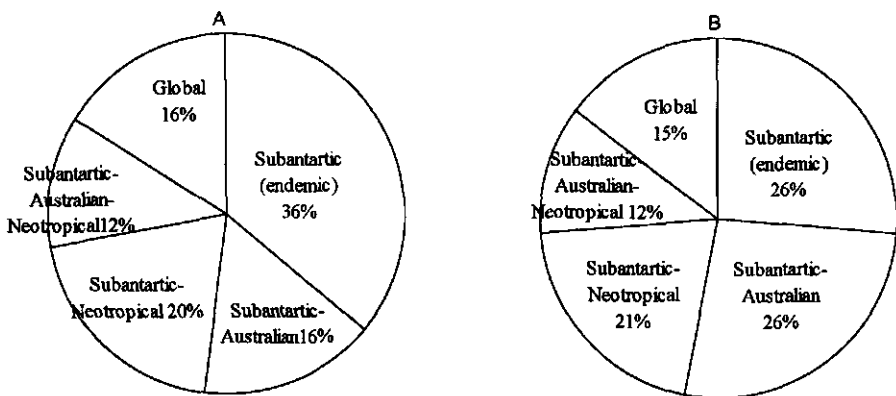 A
Global
16%
Subantartic
(endemic)
36%
Subantartic-
Australian-
Neotropical12%
Subantartic-
Neotropical 20%
Subantartic-
Australian16%
B
Global
15%
Subantartic
(endemic)
26%
Subantartic-
Australian-
Neotropical 12%
Subantartic-
Neotropical
21%
Subantartic-
Australian
26%